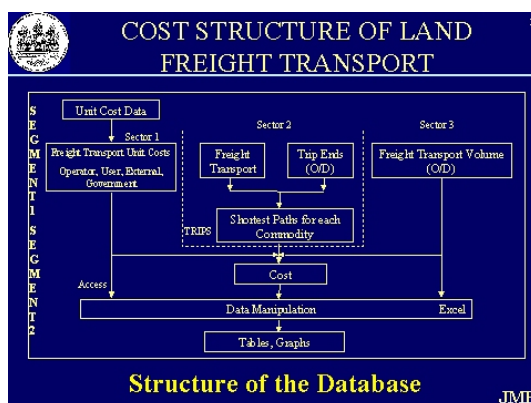 COST STRUCTURE OF LAND
FREIGHT TRANSPORT
SEGMENT1 SEGMENT2
Unit Cost Data
Sector 1
Sector 2
Sector 3
Freight Transport Unit Costs
Operator, User, External,
Government
Freight
Transport
Trip Ends
(O/D)
Freight Transport Volume
(O/D)
Shortest Paths for each
Commodity
TRIPS
Cost
Access
Data Manipulation
Excel
Tables, Graphs
Structure of the Database